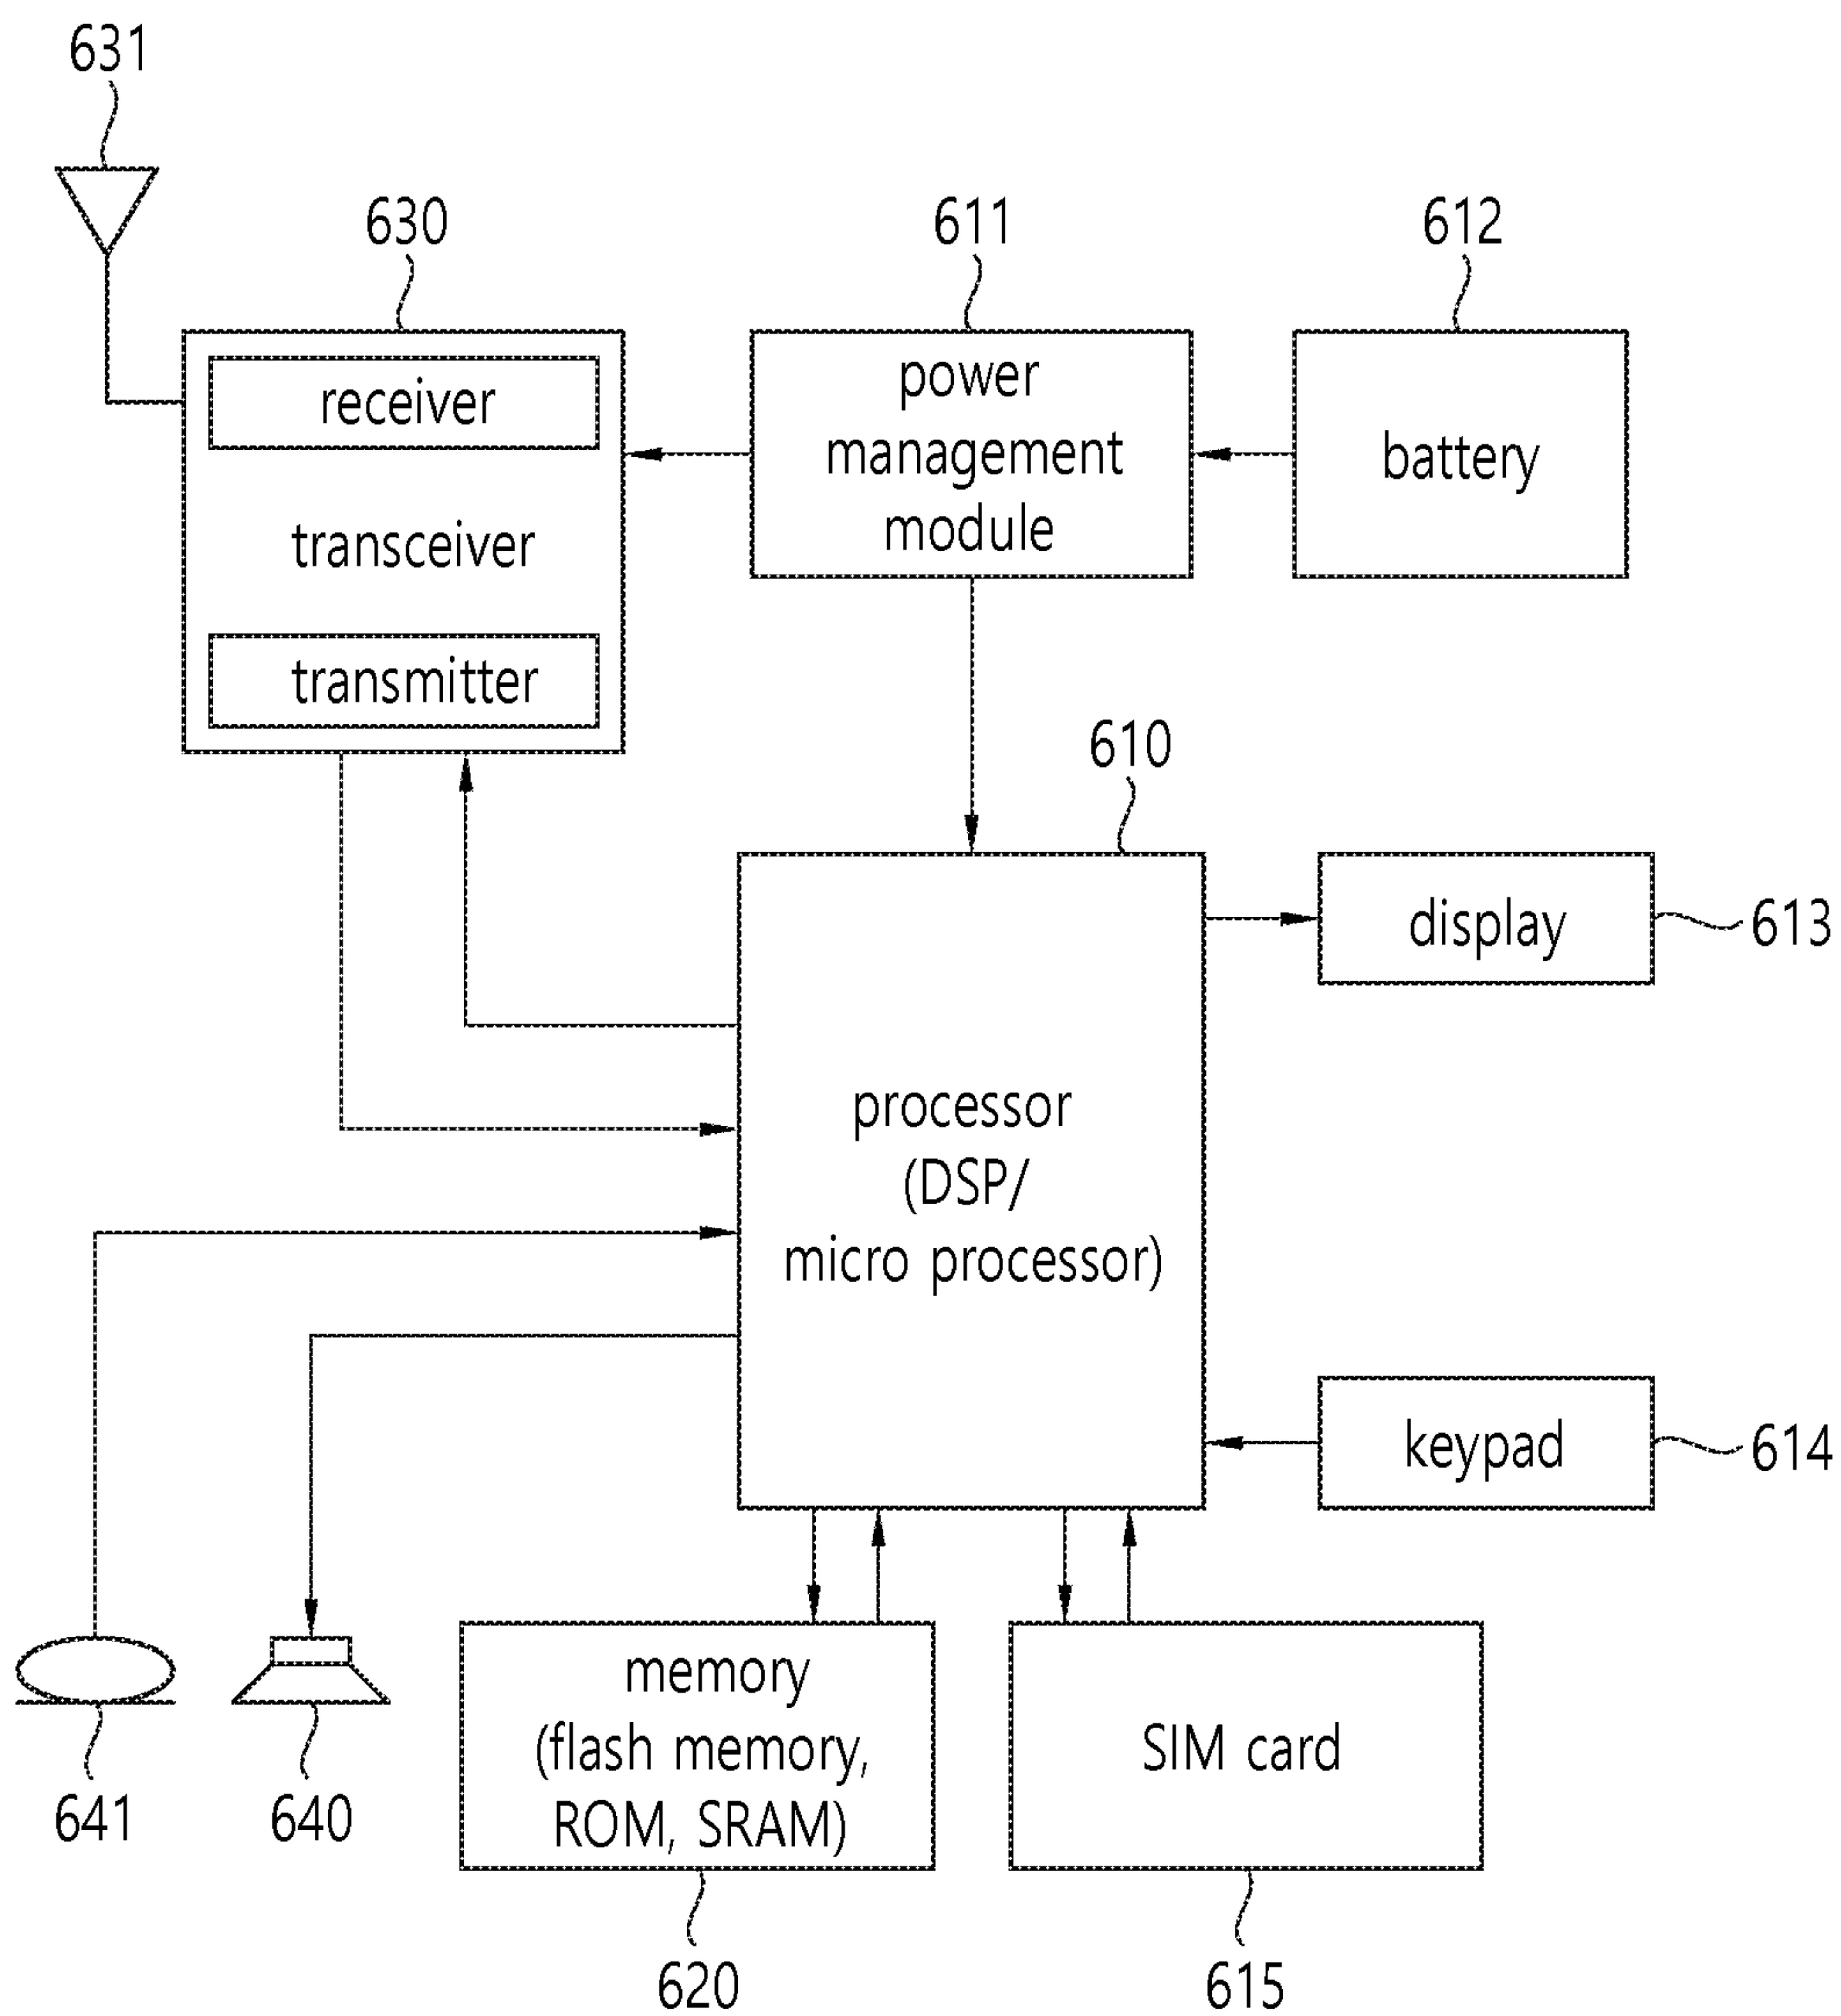 631
630
611
612
receiver
transceiver
transmitter
power
management
module
battery
610
processor
(DSP/
micro processor)
display
613
keypad
614
641
640
memory
(flash memory,
ROM, SRAM)
620
SIM card
615